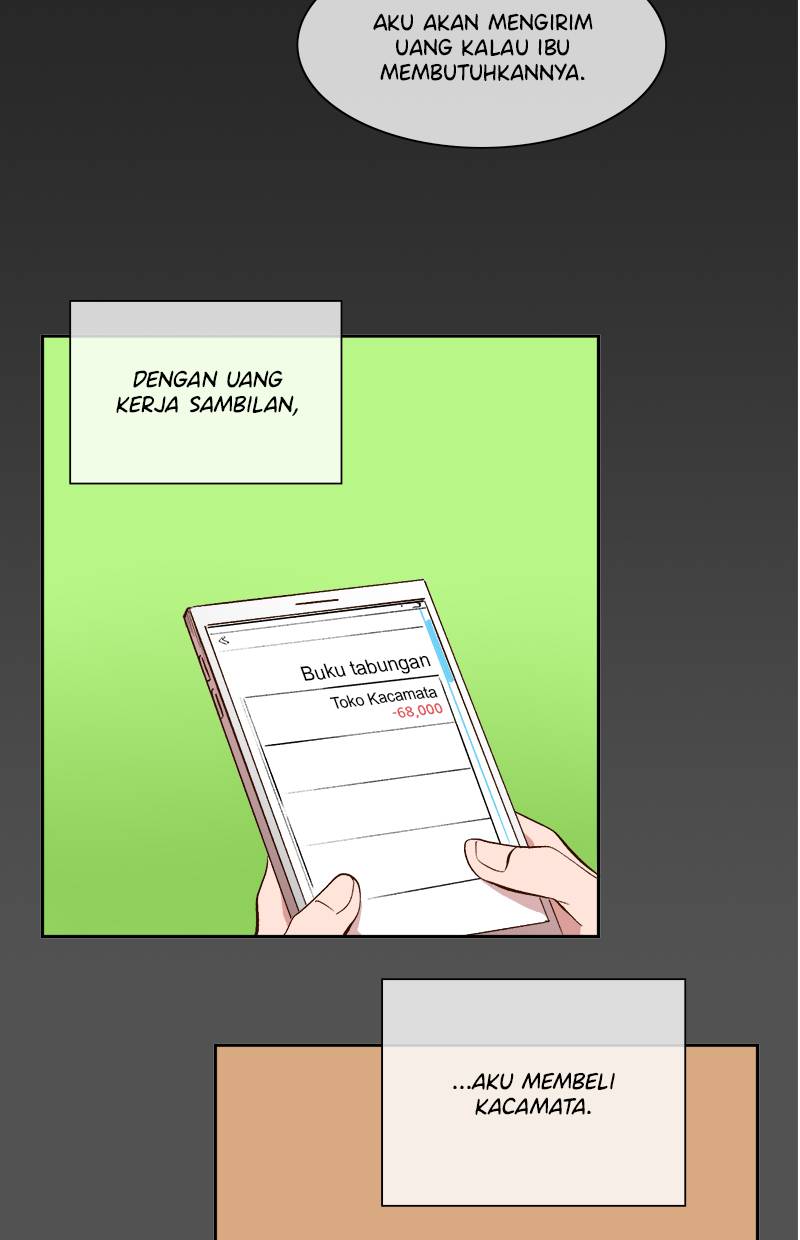 AKU AKAN MENGIRIM
UANG KALAU IBU
MEMBUTUHKANNYA.
DENGAN UANG
KERJA SAMBILAN,
Buku tabungan
Toko Kacamata
-68,000
...AKU MEMBELI
KACAMATA.